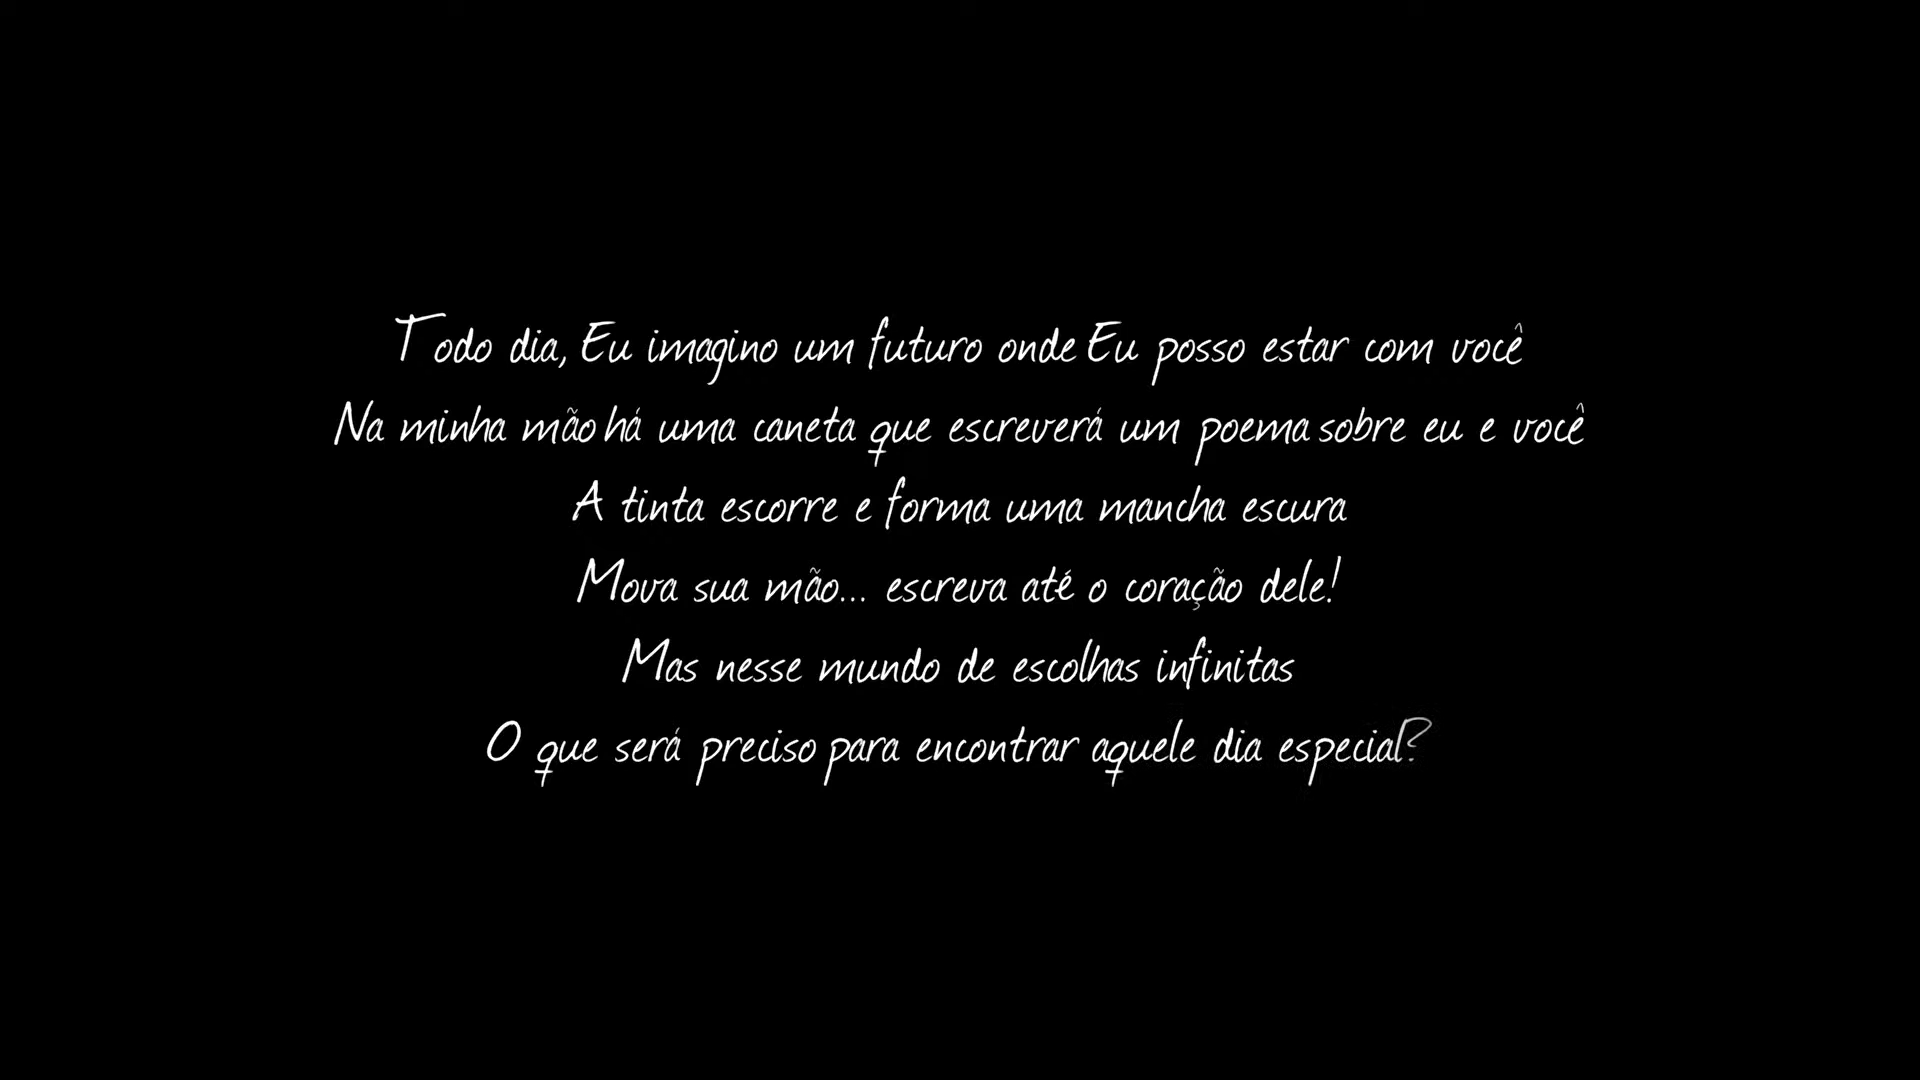 Todo dia, Eu imagino um futuro onde Eu posso estar com você
Na minha mão há uma caneta que escreverá um poema sobre eu e você
A tinta escorre e forma uma mancha escura
Mova sua mão... escreva até o coração dele!
Mas nesse mundo de escolhas infinitas
O que será preciso para encontrar aquele dia especial?